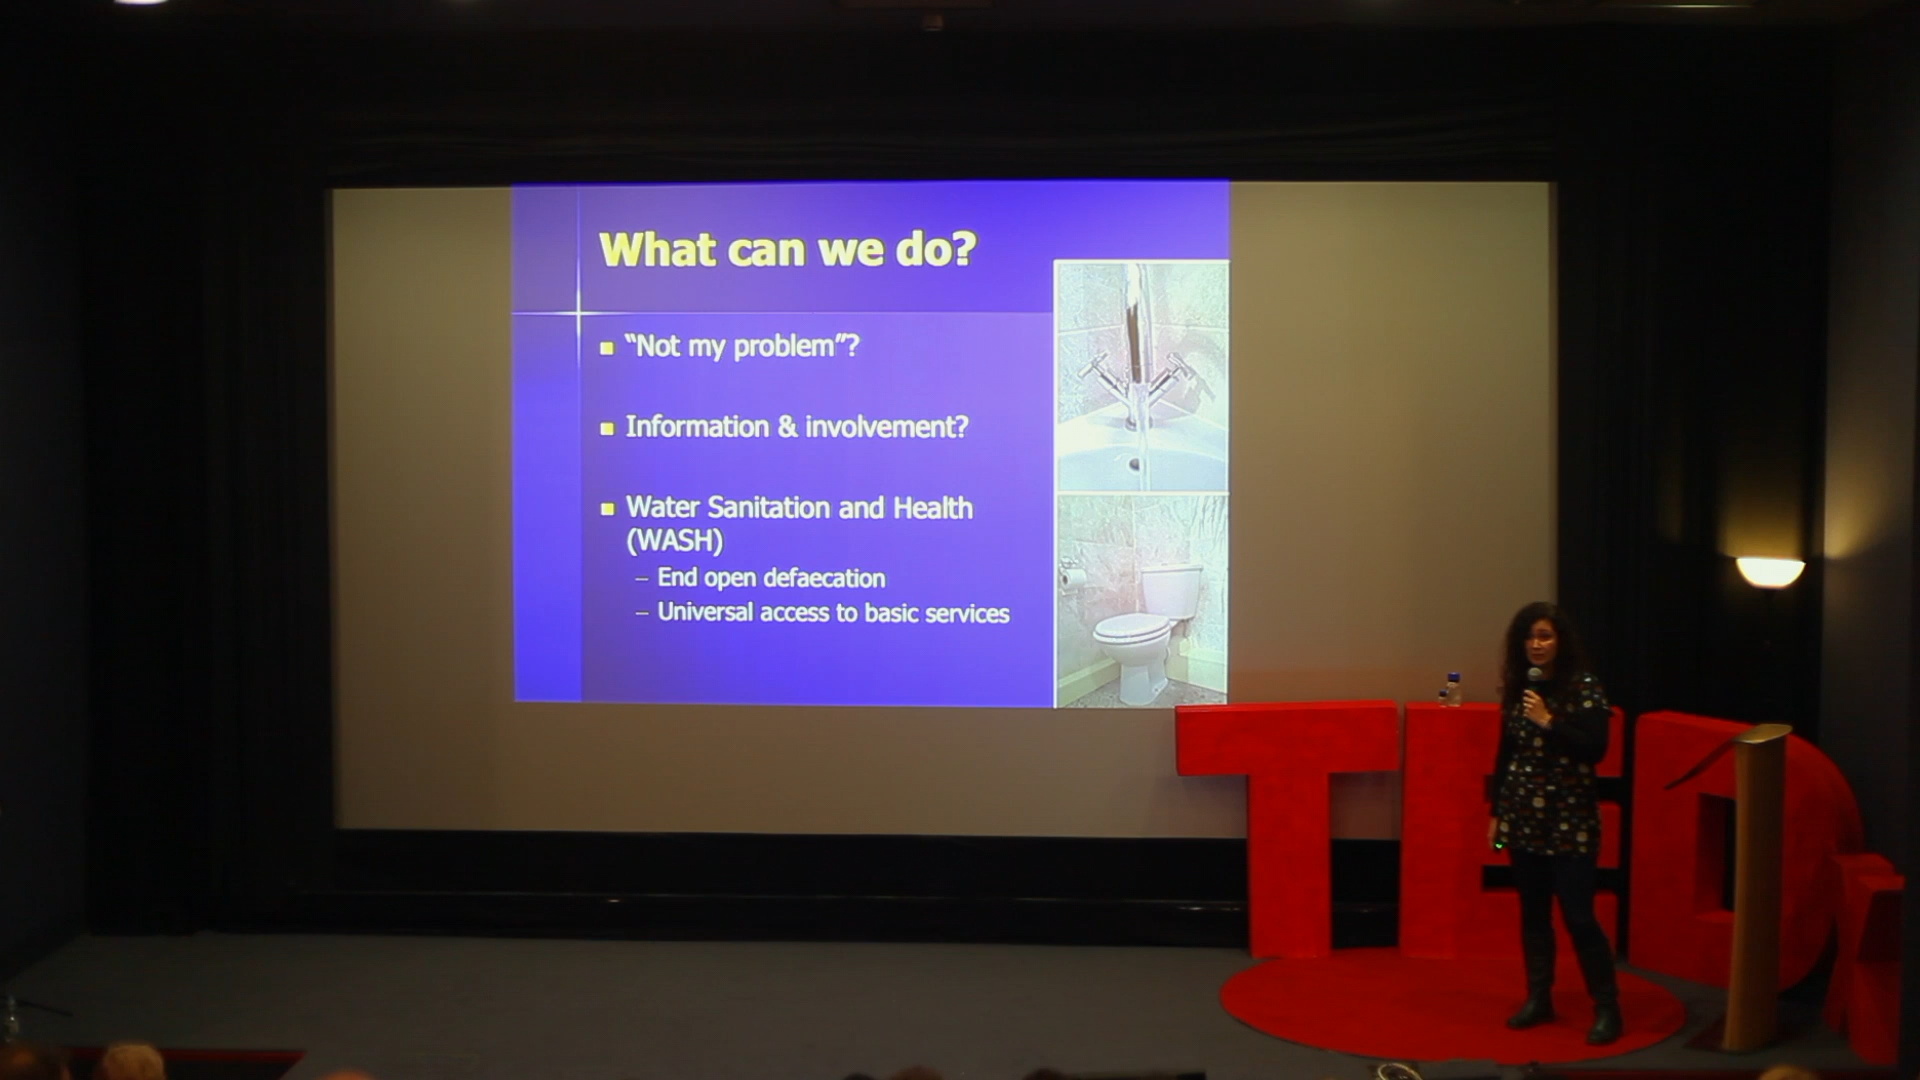 What can we do?
"Not my problem"?
Information & involvement?
Water Sanitation and Health
(WASH)
– End open defaecation
– Universal access to basic services
TED